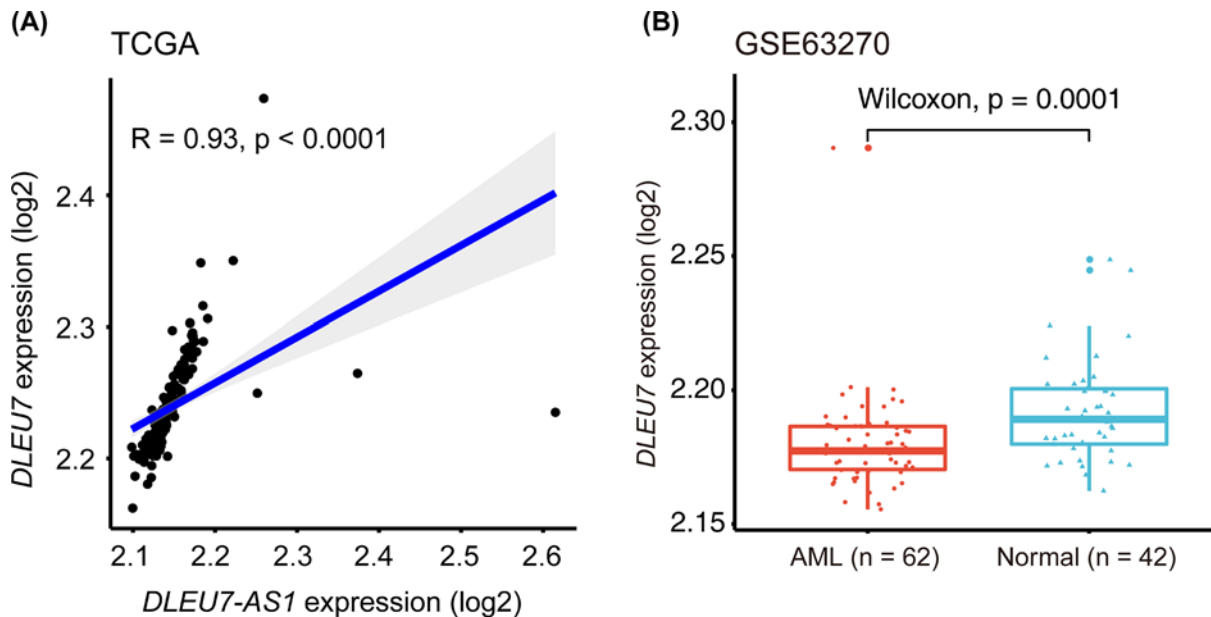 (A)
TCGA
R = 0.93, p < 0.0001
DLEU7 expression (log2)
2.4
2.3
2.2
2.1 2.2 2.3 2.4 2.5 2.6
DLEU7-AS1 expression (log2)
(B)
GSE63270
Wilcoxon, p = 0.0001
DLEU7 expression (log2)
2.30
2.25
2.20
2.15
AML (n = 62) Normal (n = 42)